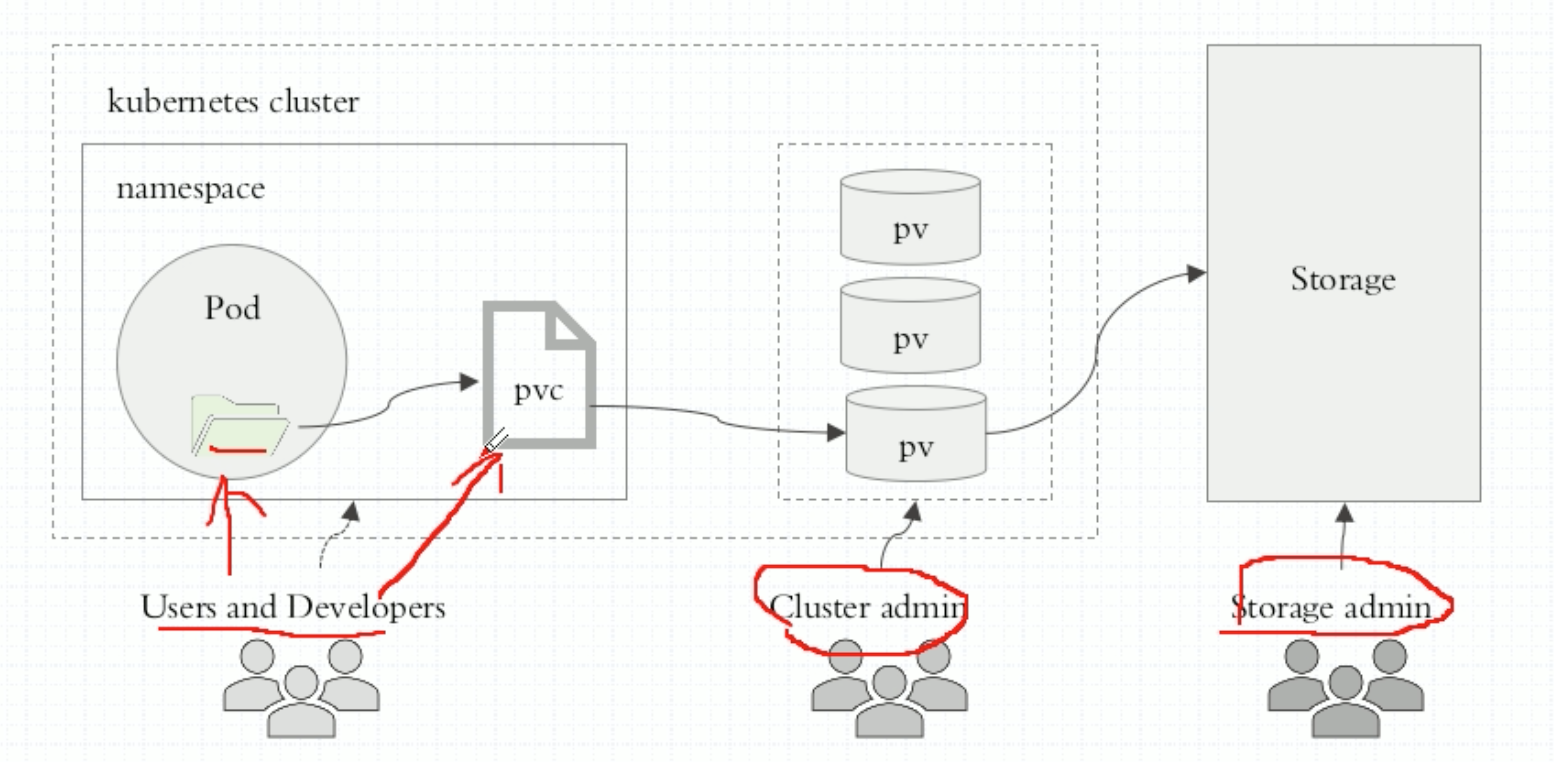 kubernetes cluster
namespace
Pod
pvc
pv
pv
pv
Storage
Users and Developers
Cluster admin
Storage admin